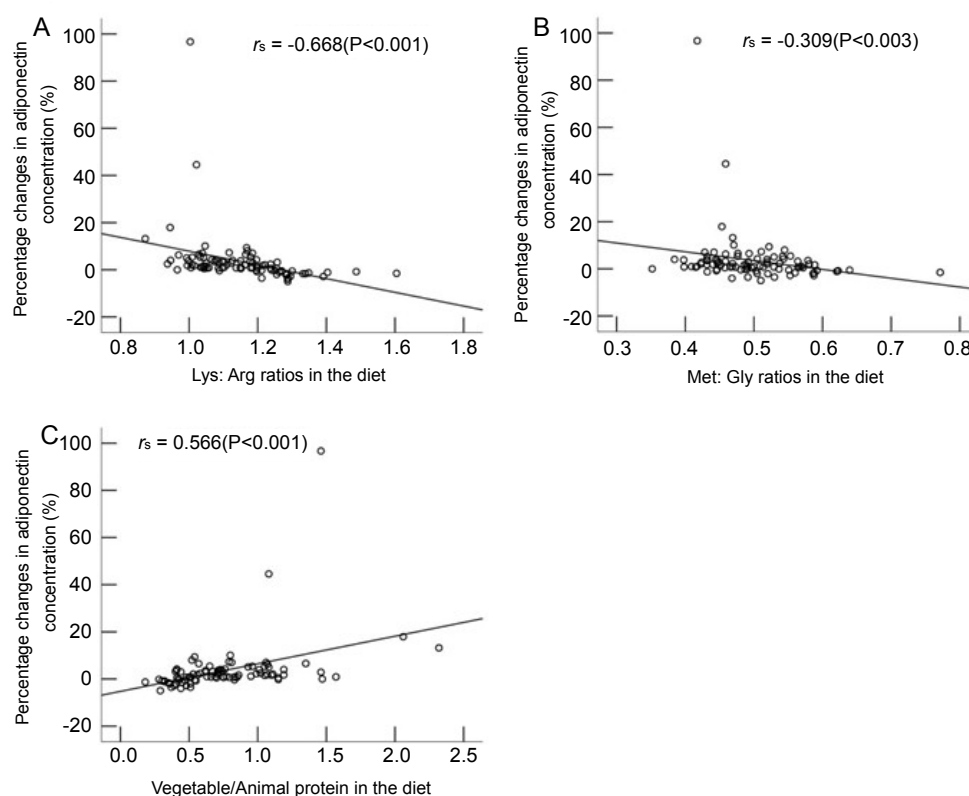 A
rs = -0.668(P<0.001)
Percentage changes in adiponectin
concentration (%)
100
80
60
40
20
0
-20
0.8 1.0 1.2 1.4 1.6 1.8
Lys: Arg ratios in the diet
B
rs = -0.309(P<0.003)
Percentage changes in adiponectin
concentration (%)
100
80
60
40
20
0
-20
0.3 0.4 0.5 0.6 0.7 0.8
Met: Gly ratios in the diet
C
rs = 0.566(P<0.001)
Percentage changes in adiponectin
concentration (%)
100
80
60
40
20
0
-20
0.0 0.5 1.0 1.5 2.0 2.5
Vegetable/Animal protein in the diet